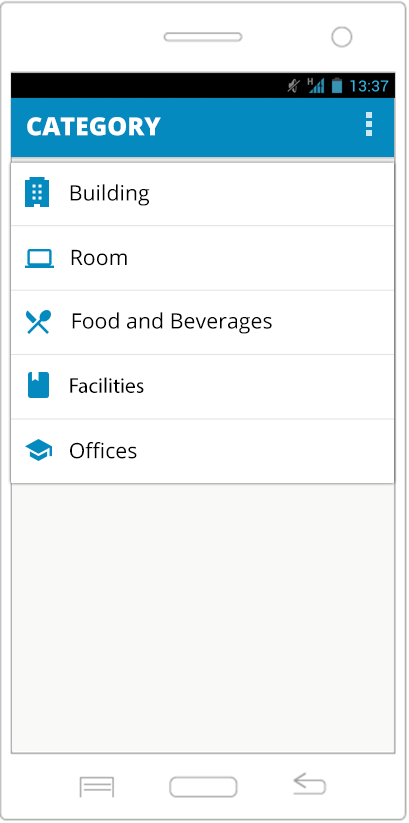 H 13:37
CATEGORY
Building
Room
Food and Beverages
Facilities
Offices